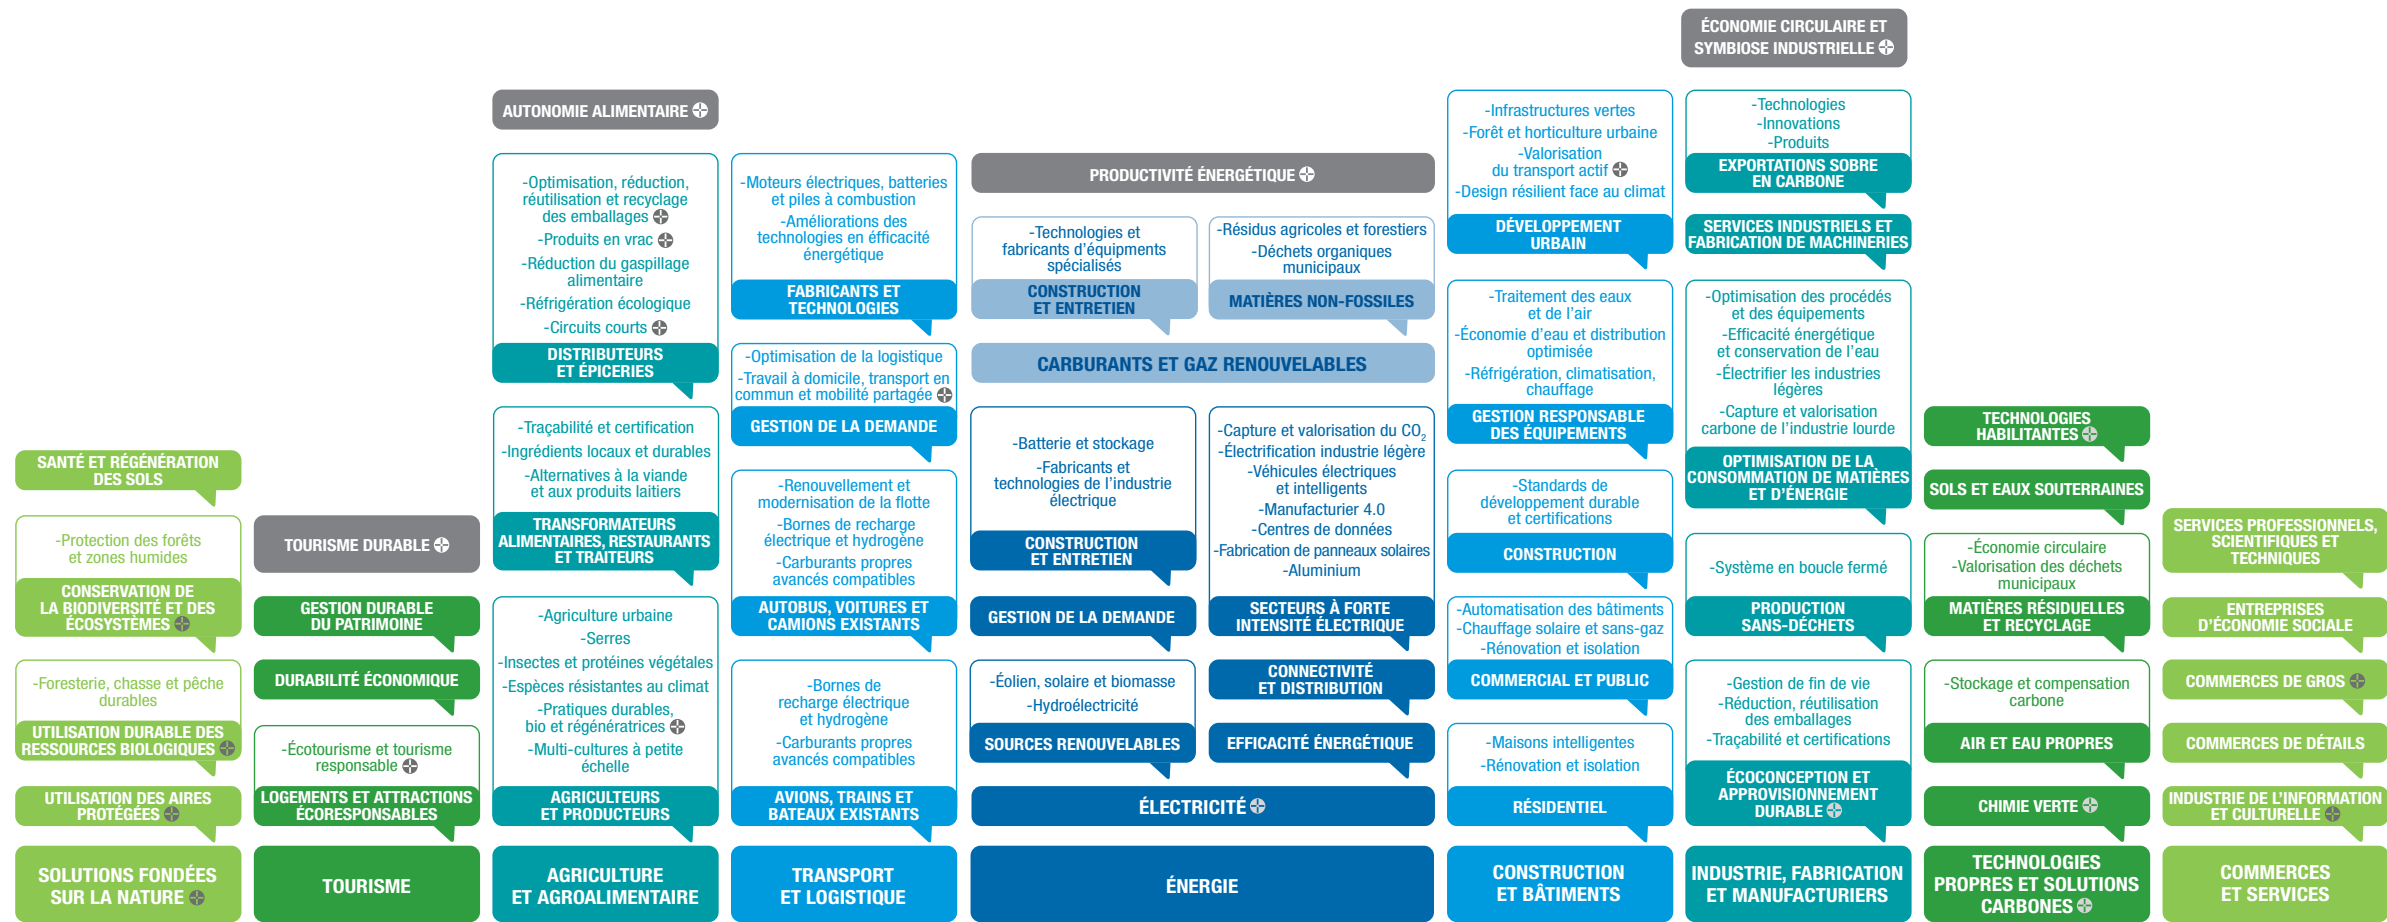 SANTÉ ET RÉGÉNÉRATION
DES SOLS
-Protection des forêts
et zones humides
CONSERVATION DE
LA BIODIVERSITÉ ET DES
ÉCOSYSTÈMES
-Foresterie, chasse et pêche
durables
UTILISATION DURABLE DES
RESSOURCES BIOLOGIQUES
UTILISATION DES AIRES
PROTÉGÉES
SOLUTIONS FONDÉES
SUR LA NATURE
TOURISME DURABLE
GESTION DURABLE
DU PATRIMOINE
DURABILITÉ ÉCONOMIQUE
-Écotourisme et tourisme
responsable
LOGEMENTS ET ATTRACTIONS
ÉCORESPONSABLES
TOURISME
AUTONOMIE ALIMENTAIRE
-Optimisation, réduction,
réutilisation et recyclage
des emballages
-Produits en vrac
-Réduction du gaspillage
alimentaire
-Réfrigération écologique
-Circuits courts
DISTRIBUTEURS
ET ÉPICERIES
-Traçabilité et certification
-Ingrédients locaux et durables
-Alternatives à la viande
et aux produits laitiers
TRANSFORMATEURS
ALIMENTAIRES, RESTAURANTS
ET TRAITEURS
-Agriculture urbaine
-Serres
-Insectes et protéines végétales
-Espèces résistantes au climat
-Pratiques durables,
bio et régénératrices
-Multi-cultures à petite
échelle
AGRICULTEURS
ET PRODUCTEURS
AGRICULTURE
ET AGROALIMENTAIRE
-Moteurs électriques, batteries
et piles à combustion
-Améliorations des
technologies en éfficacité
énergétique
FABRICANTS ET
TECHNOLOGIES
-Optimisation de la logistique
-Travail à domicile, transport en
commun et mobilité partagée
GESTION DE LA DEMANDE
-Renouvellement et
modernisation de la flotte
-Bornes de recharge
électrique et hydrogène
-Carburants propres
avancés compatibles
AUTOBUS, VOITURES ET
CAMIONS EXISTANTS
-Bornes de
recharge électrique
et hydrogène
-Carburants propres
avancés compatibles
AVIONS, TRAINS ET
BATEAUX EXISTANTS
TRANSPORT
ET LOGISTIQUE
PRODUCTIVITÉ ÉNERGÉTIQUE
-Technologies et
fabricants d'équipements
spécialisés
CONSTRUCTION
ET ENTRETIEN
-Résidus agricoles et forestiers
-Déchets organiques
municipaux
MATIÈRES NON-FOSSILES
CARBURANTS ET GAZ RENOUVELABLES
-Batterie et stockage
-Fabricants et
technologies de l'industrie
électrique
CONSTRUCTION
ET ENTRETIEN
GESTION DE LA DEMANDE
-Éolien, solaire et biomasse
-Hydroélectricité
SOURCES RENOUVELABLES
-Capture et valorisation du CO2
-Électrification industrie légère
-Véhicules électriques
et intelligents
-Manufacturier 4.0
-Centres de données
-Fabrication de panneaux solaires
-Aluminium
SECTEURS À FORTE
INTENSITÉ ÉLECTRIQUE
CONNECTIVITÉ
ET DISTRIBUTION
EFFICACITÉ ÉNERGÉTIQUE
ÉLECTRICITÉ
ÉNERGIE
-Infrastructures vertes
-Forêt et horticulture urbaine
-Valorisation
du transport actif
-Design résilient face au climat
DÉVELOPPEMENT
URBAIN
-Traitement des eaux
et de l'air
-Économie d'eau et distribution
optimisée
-Réfrigération, climatisation,
chauffage
GESTION RESPONSABLE
DES ÉQUIPEMENTS
-Standards de
développement durable
et certifications
CONSTRUCTION
-Automatisation des bâtiments
-Chauffage solaire et sans-gaz
-Rénovation et isolation
COMMERCIAL ET PUBLIC
-Maisons intelligentes
-Rénovation et isolation
RÉSIDENTIEL
CONSTRUCTION
ET BÂTIMENTS
ÉCONOMIE CIRCULAIRE ET
SYMBIOSE INDUSTRIELLE
-Technologies
-Innovations
-Produits
EXPORTATIONS SOBRE
EN CARBONE
SERVICES INDUSTRIELS ET
FABRICATION DE MACHINERIES
-Optimisation des procédés
et des équipements
-Efficacité énergétique
et conservation de l'eau
-Électrifier les industries
légères
-Capture et valorisation
carbone de l'industrie lourde
OPTIMISATION DE LA
CONSOMMATION DE MATIÈRES
ET D'ÉNERGIE
-Système en boucle fermé
PRODUCTION
SANS-DÉCHETS
-Gestion de fin de vie
-Réduction, réutilisation
des emballages
-Traçabilité et certifications
ÉCOCONCEPTION ET
APPROVISIONNEMENT
DURABLE
INDUSTRIE, FABRICATION
ET MANUFACTURIERS
TECHNOLOGIES
HABILITANTES
SOLS ET EAUX SOUTERRAINES
-Économie circulaire
-Valorisation des déchets
municipaux
MATIÈRES RÉSIDUELLES
ET RECYCLAGE
-Stockage et compensation
carbone
AIR ET EAU PROPRES
CHIMIE VERTE
TECHNOLOGIES
PROPRES ET SOLUTIONS
CARBONES
SERVICES PROFESSIONNELS,
SCIENTIFIQUES ET
TECHNIQUES
ENTREPRISES
D'ÉCONOMIE SOCIALE
COMMERCES DE GROS
COMMERCES DE DÉTAILS
INDUSTRIE DE L'INFORMATION
ET CULTURELLE
COMMERCES
ET SERVICES